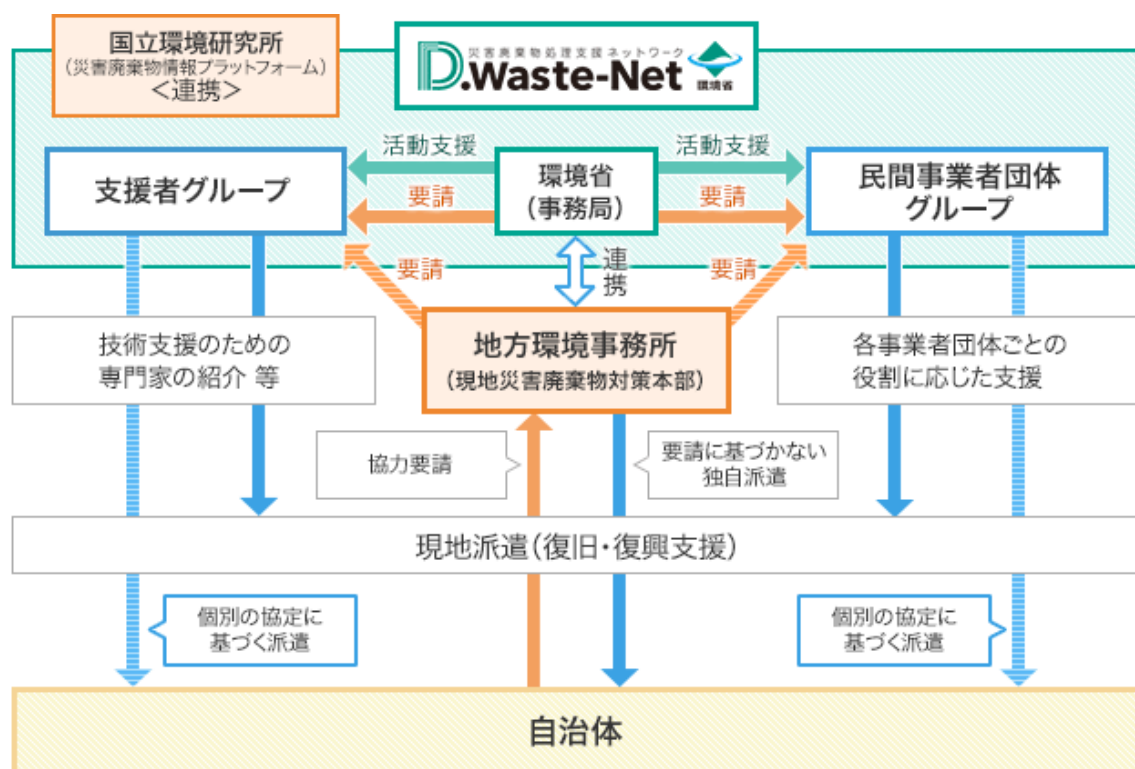 国立環境研究所
（災害廃棄物情報プラットフォーム）
＜連携＞
災害廃棄物処理支援ネットワーク
D.Waste-Net
環境省
活動支援
活動支援
支援者グループ
環境省
（事務局）
民間事業者団体
グループ
要請
要請
要請
連携
要請
技術支援のための
専門家の紹介 等
地方環境事務所
（現地災害廃棄物対策本部）
各事業者団体ごとの
役割に応じた支援
協力要請
要請に基づかない
独自派遣
現地派遣（復旧・復興支援）
個別の協定に
基づく派遣
個別の協定に
基づく派遣
自治体